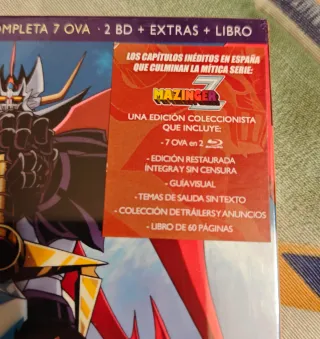 OMPLETA 7 OVA · 2 BD + EXTRAS + LIBRO
LOS CAPÍTULOS INÉDITOS EN ESPAÑA
QUE CULMINAN LA MÍTICA SERIE:
MAZINGER
Z
UNA EDICIÓN COLECCIONISTA
QUE INCLUYE:
- 7 OVA en 2
- EDICIÓN RESTAURADA
ÍNTEGRA Y SIN CENSURA
- GUÍA VISUAL
- TEMAS DE SALIDA SIN TEXTO
- COLECCIÓN DE TRÁILERS Y ANUNCIOS
- LIBRO DE 60 PÁGINAS